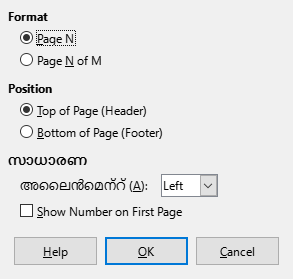 Format
Page N
Page N of M
Position
Top of Page (Header)
Bottom of Page (Footer)
സാധാരണ
അലൈൻമെന്റ് (A): Left
Show Number on First Page
Help OK Cancel